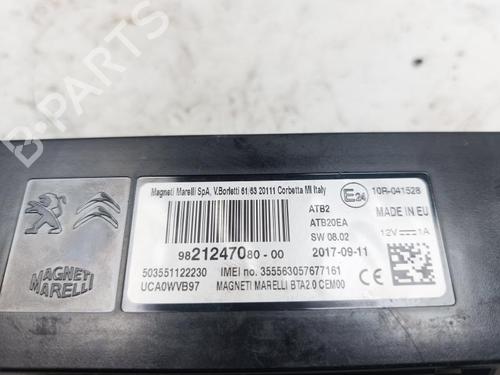 Magneti Marelli SpA, V.Borletti 61/63 20111 Corbetta MI Italy
E24
10R-041528
ATB2
MADE IN EU
ATB20EA
SW 08.02
12V 1A
9821247080-00
2017-09-11
503551122230
IMEI no. 355563057677161
UCA0WVB97
MAGNETI MARELLI BTA2.0 CEM00
CE
MAGNETI
MARELLI
B-PARTS